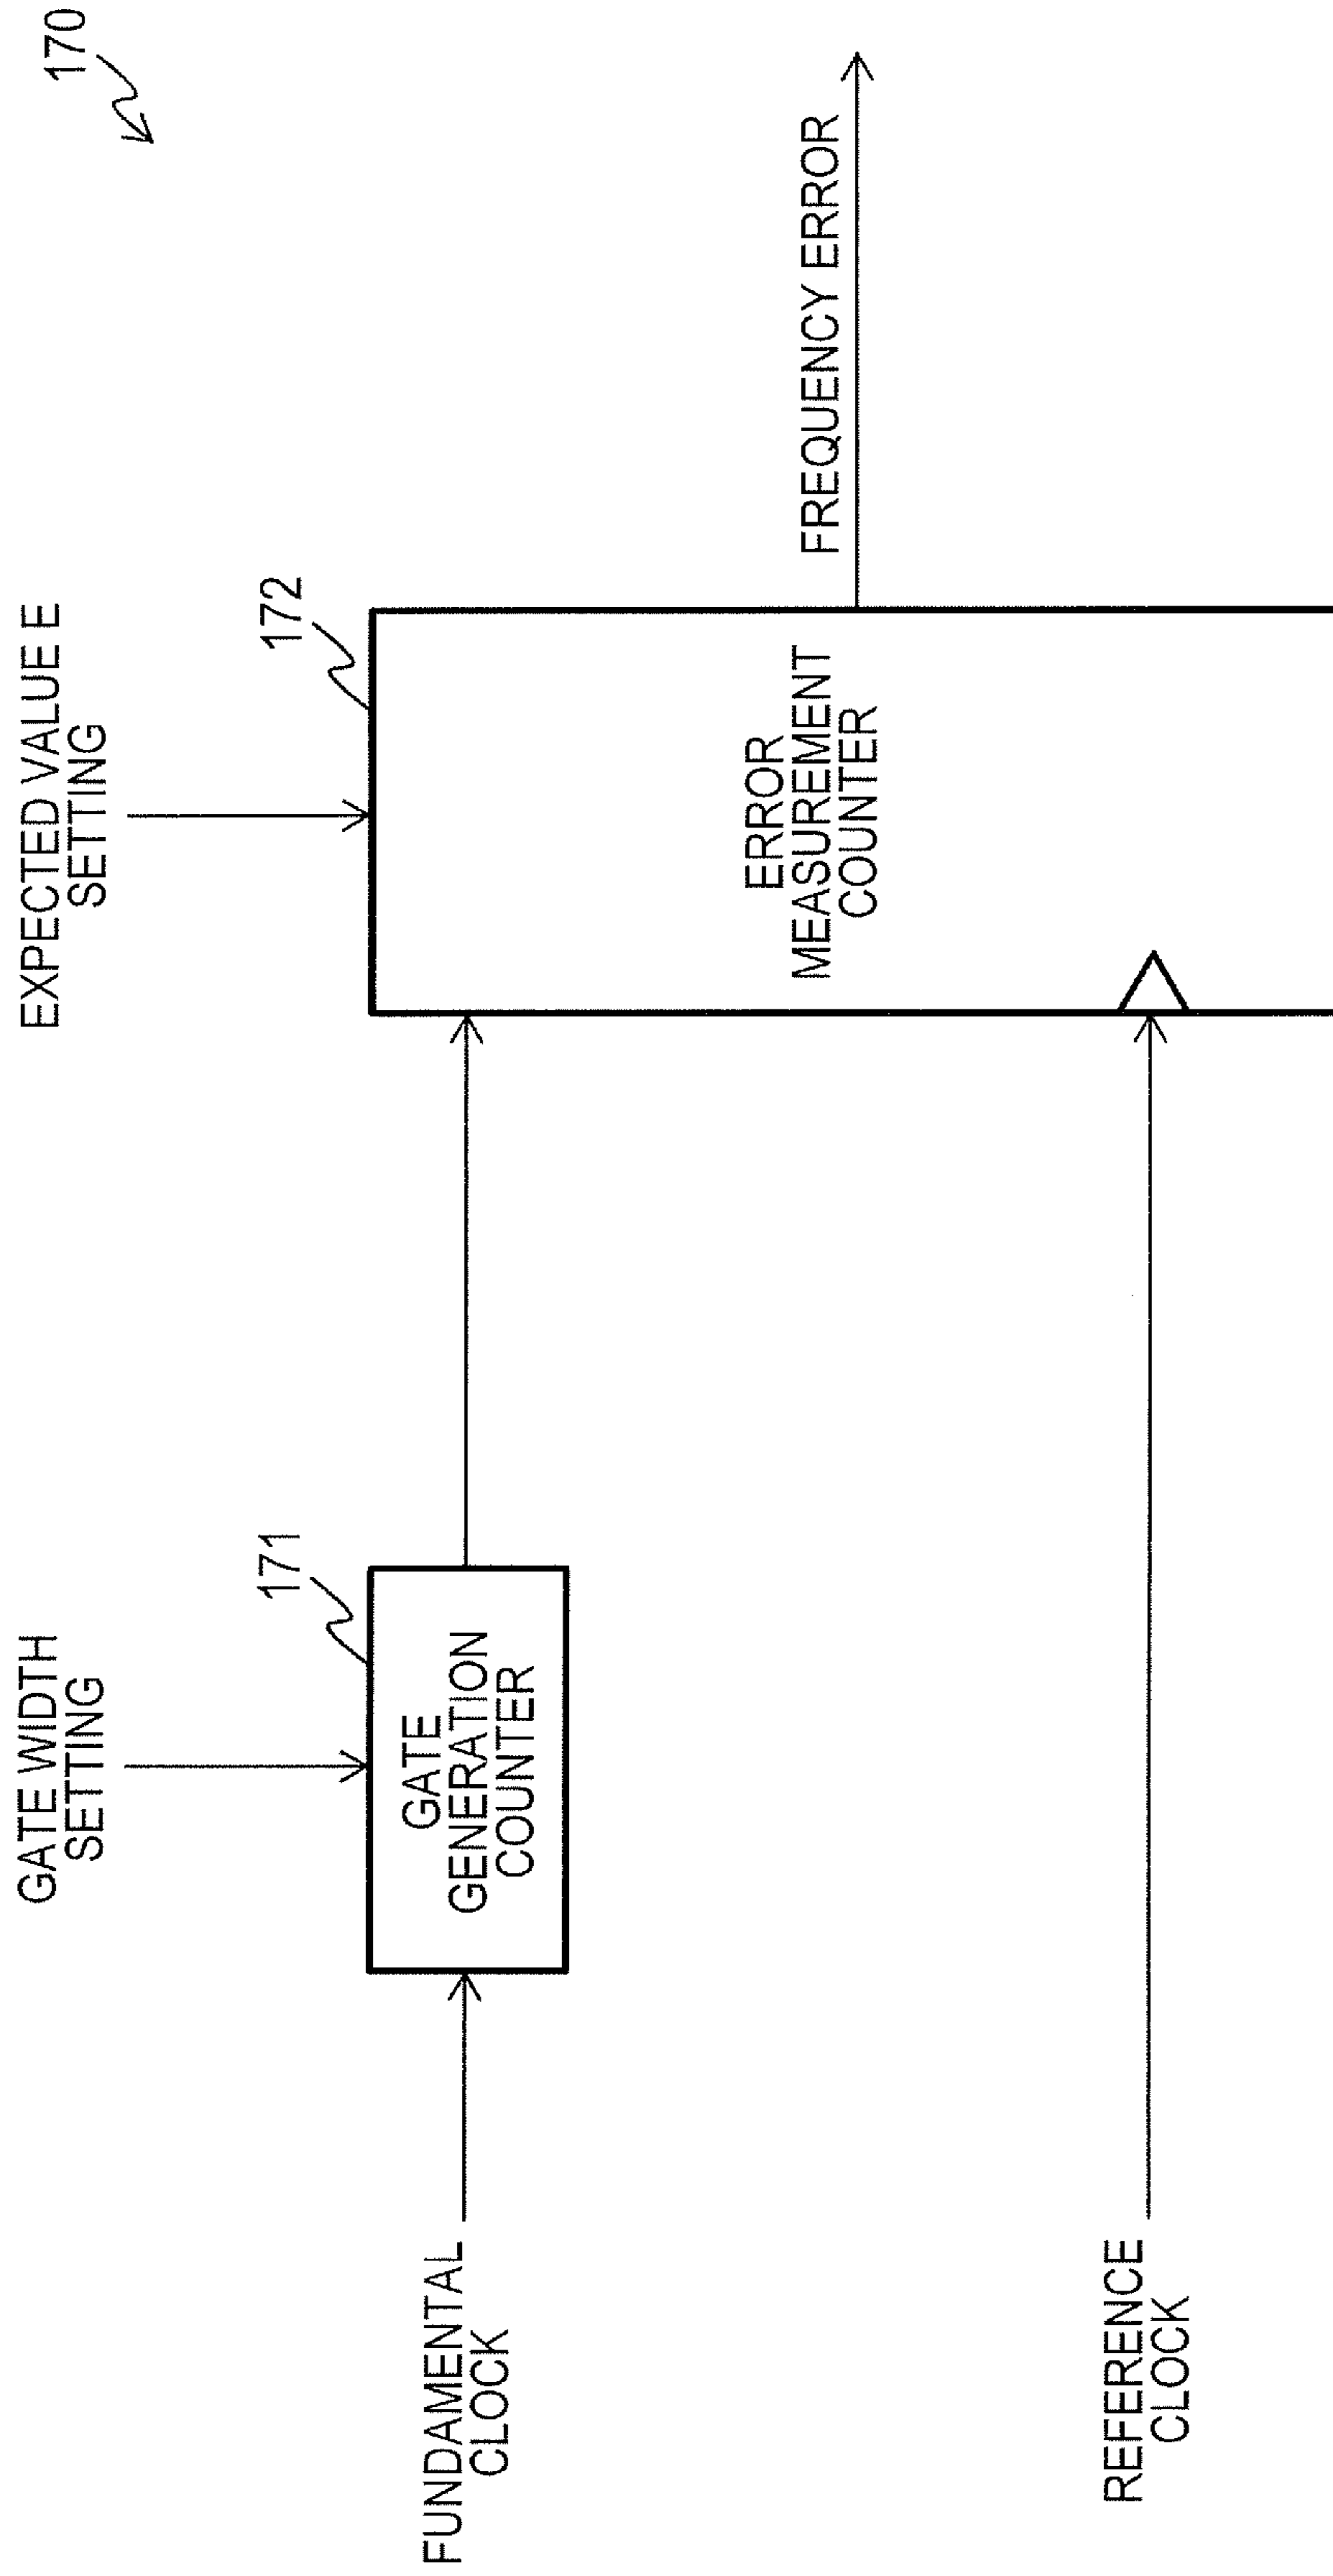 170
GATE WIDTH
SETTING
EXPECTED VALUE E
SETTING
171
172
FUNDAMENTAL
CLOCK
GATE
GENERATION
COUNTER
ERROR
MEASUREMENT
COUNTER
FREQUENCY ERROR
REFERENCE
CLOCK